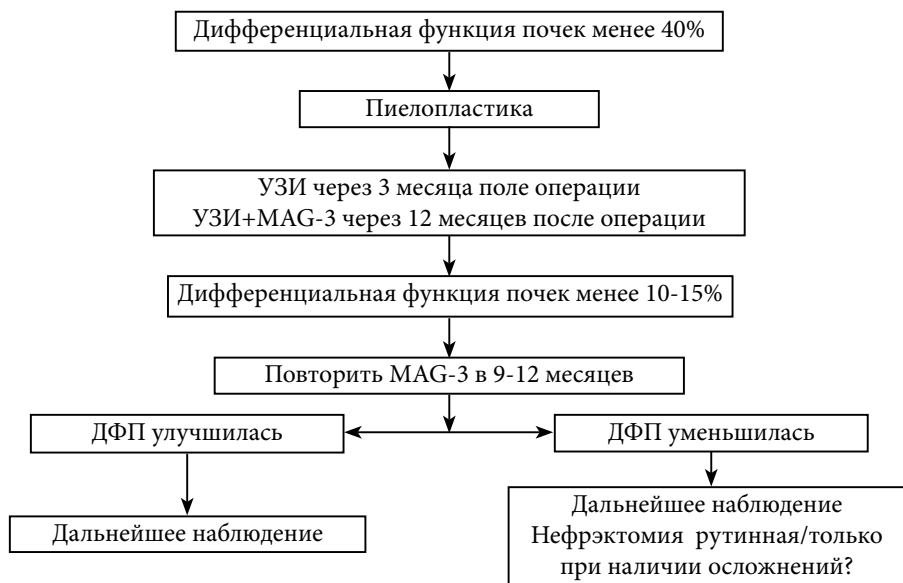 Дифференциальная функция почек менее 40%
Пиелопластика
УЗИ через 3 месяца поле операции
УЗИ+MAG-3 через 12 месяцев после операции
Дифференциальная функция почек менее 10-15%
Повторить MAG-3 в 9-12 месяцев
ДФП улучшилась
ДФП уменьшилась
Дальнейшее наблюдение
Дальнейшее наблюдение
Нефрэктомия рутинная/только
при наличии осложнений?